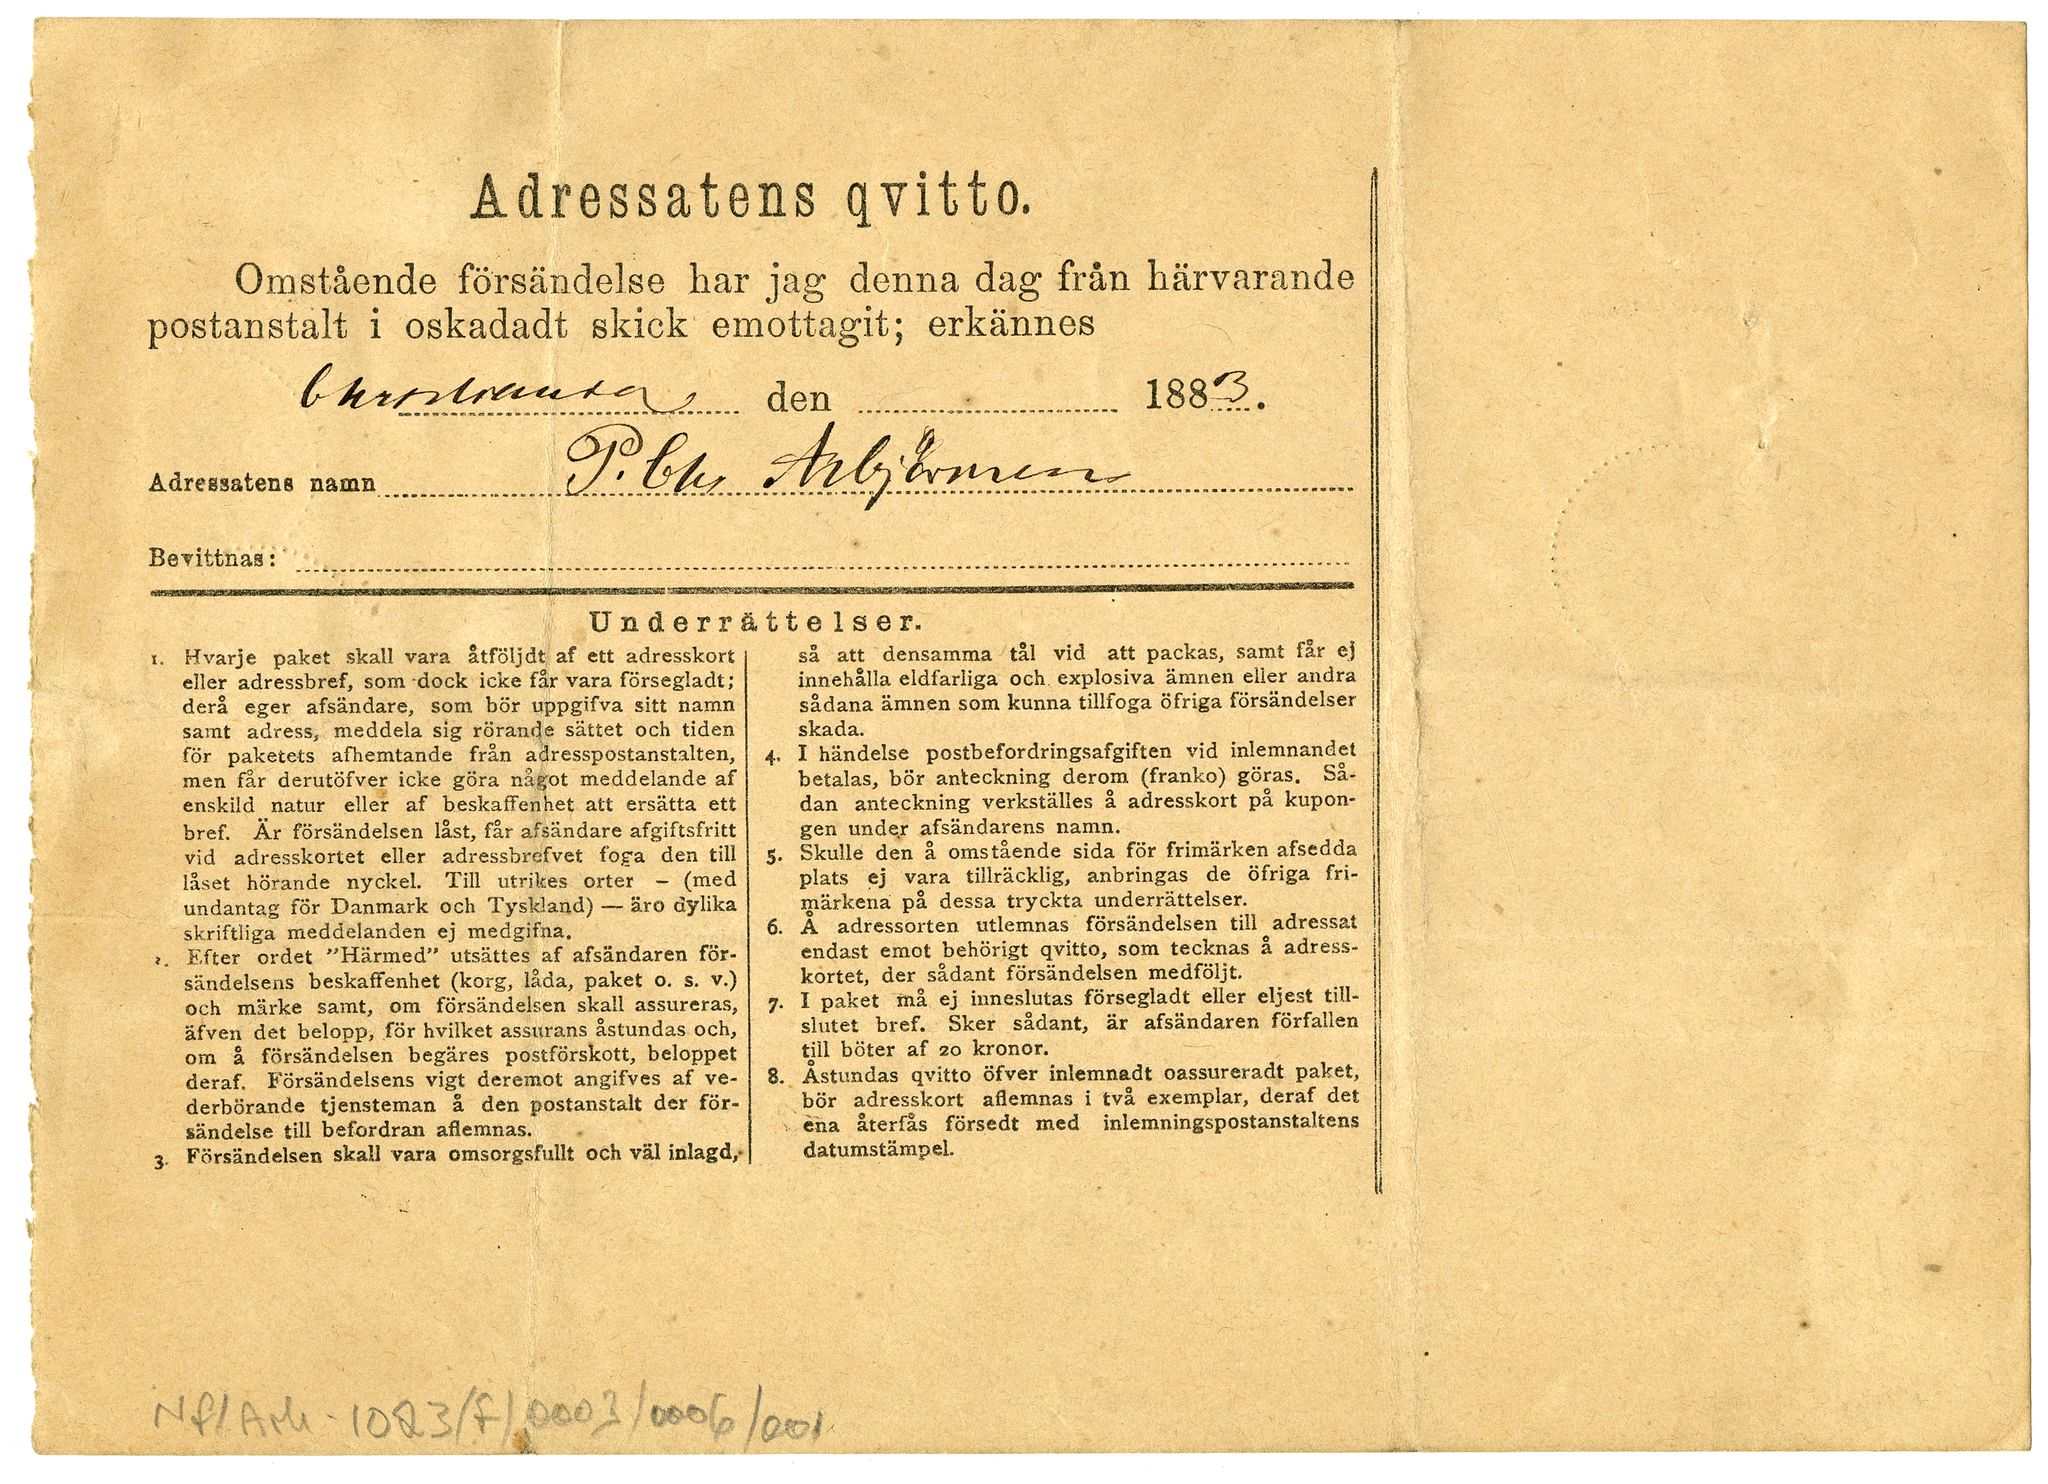 Adressatens qvitto.
Omstående försändelse har jag denna dag från härvarande
postanstalt i oskadadt skick emottagit; erkännes
Christiania den 1883.
Adressatens namn P. Chr Asbjørnsen
Bevittnas:
Underrättelser.
1. Hvarje paket skall vara åtföljdt af ett adresskort
eller adressbref, som dock icke får vara förseglad​t;
derå eger afsändare, som bör uppgifva sitt namn
samt adress, meddela sig rörande sättet och tiden
för paketets afhemtande från adresspostanstalten,
men får derutöfver icke göra något meddelande af
enskild natur eller af beskaffenhet att ersätta ett
bref. Är försändelsen låst, får afsändare afgiftsfritt
vid adresskortet eller adressbrefvet foga den till
låset hörande nyckel. Till utrikes orter – (med
undantag för Danmark och Tyskland) — äro dylika
skriftliga meddelanden ej medgifna.
2. Efter ordet ”Härmed” utsättes af afsändaren för-
sändelsens beskaffenhet (korg, låda, paket o. s. v.)
och märke samt, om försändelsen skall assureras,
äfven det belopp, för hvilket assurans åstundas och,
om å försändelsen begäres postförskott, beloppet
deraf. Försändelsens vigt deremot angifves af ve-
derbörande tjensteman å den postanstalt der för-
sändelse till befordran aflemnas.
3. Försändelsen skall vara omsorgsfullt och väl inlagd,
så att densamma tål vid att packas, samt får ej
innehålla eldfarliga och explosiva ämnen eller andra
sådana ämnen som kunna tillfoga öfriga försändelser
skada.
4. I händelse postbefordringsafgiften vid inlemnandet
betalas, bör anteckning derom (franko) göras. Så-
dan anteckning verkställes å adresskort på kupon-
gen under afsändarens namn.
5. Skulle den å omstående sida för frimärken afsedda
plats ej vara tillräcklig, anbringas de öfriga fri-
märkena på dessa tryckta underrättelser.
6. Å adressorten utlemnas försändelsen till adressat
endast emot behörigt qvitto, som tecknas å adress-
kortet, der sådant försändelsen medföljt.
7. I paket må ej inneslutas försegladt eller eljest till-
slutet bref. Sker sådant, är afsändaren förfallen
till böter af 20 kronor.
8. Åstundas qvitto öfver inlemnadt oassureradt paket,
bör adresskort aflemnas i två exemplar, deraf det
ena återfås försedt med inlemningspostanstaltens
datumstämpel.
Nf/Ark-1023/F/0003/0006/001